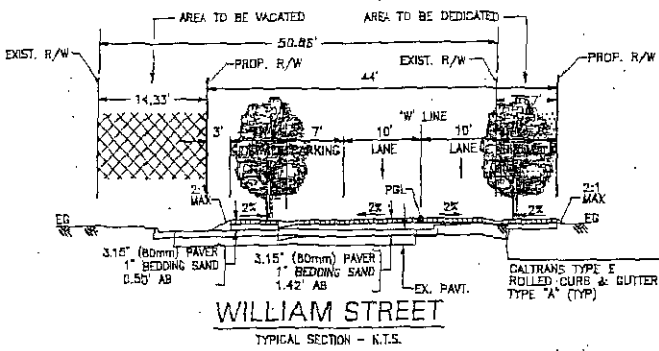 AREA TO BE VACATED
AREA TO BE DEDICATED
50.86'
EXIST. R/W
PROP. R/W
EXIST. R/W
PROP. R/W
44'
14.33'
7'
3'
7'
10'
"W" LINE
10'
PARKING
LANE
LANE
2:1
MAX
PGL
2:1
MAX
EG
2%
2%
2%
2%
EG
3.15" (80mm) PAVER
1" BEDDING SAND
0.55' AB
3.15" (80mm) PAVER
1" BEDDING SAND
1.42' AB
EX. PAVT.
CALTRANS TYPE E
ROLLED CURB & GUTTER
TYPE "A" (TYP)
WILLIAM STREET
TYPICAL SECTION - N.T.S.